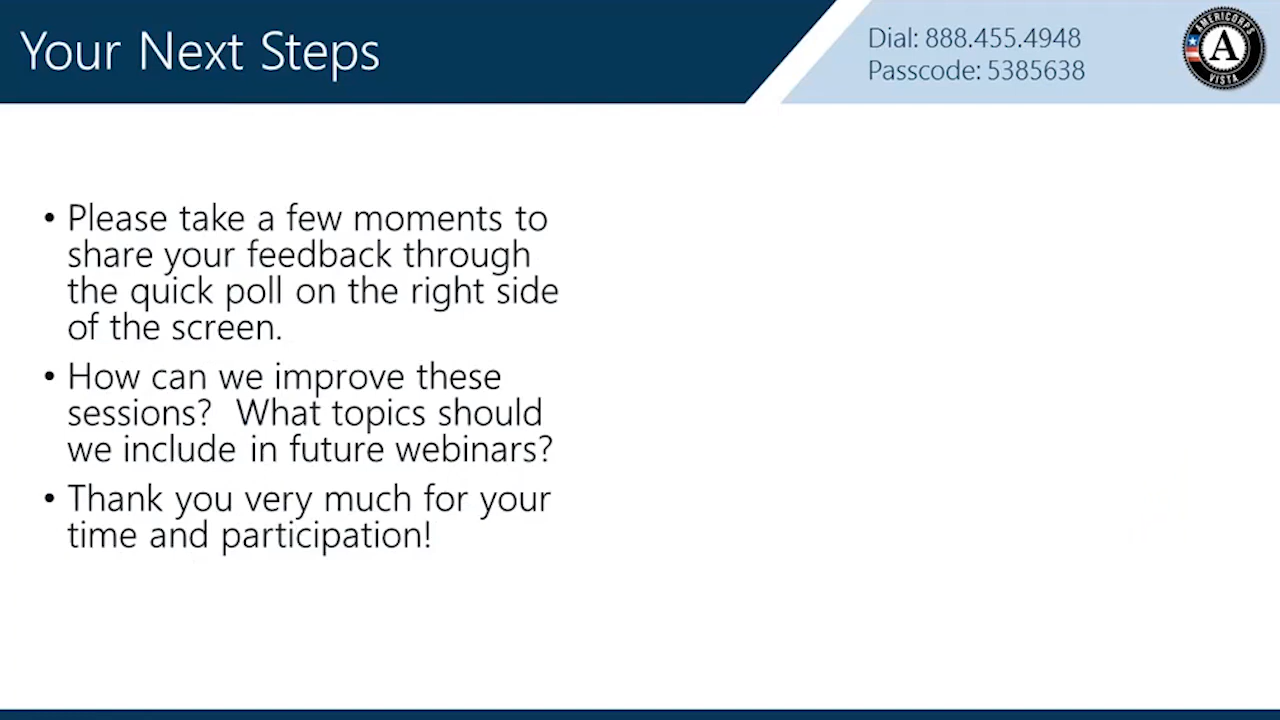 Your Next Steps
Dial: 888.455.4948
Passcode: 5385638
AMERICORPS
A
VISTA
• Please take a few moments to
share your feedback through
the quick poll on the right side
of the screen.
• How can we improve these
sessions?  What topics should
we include in future webinars?
• Thank you very much for your
time and participation!